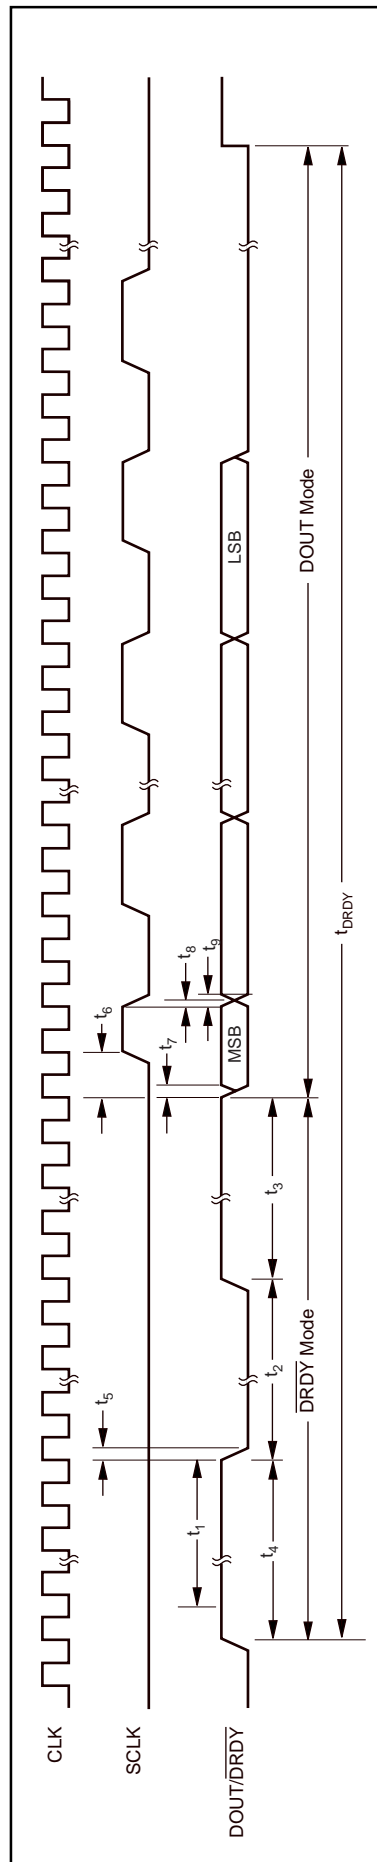 CLK
SCLK
DOUT/DRDY
t5
t6
t7
t8
t9
t1
MSB
LSB
t4
t2
t3
DRDY Mode
DOUT Mode
tDRDY